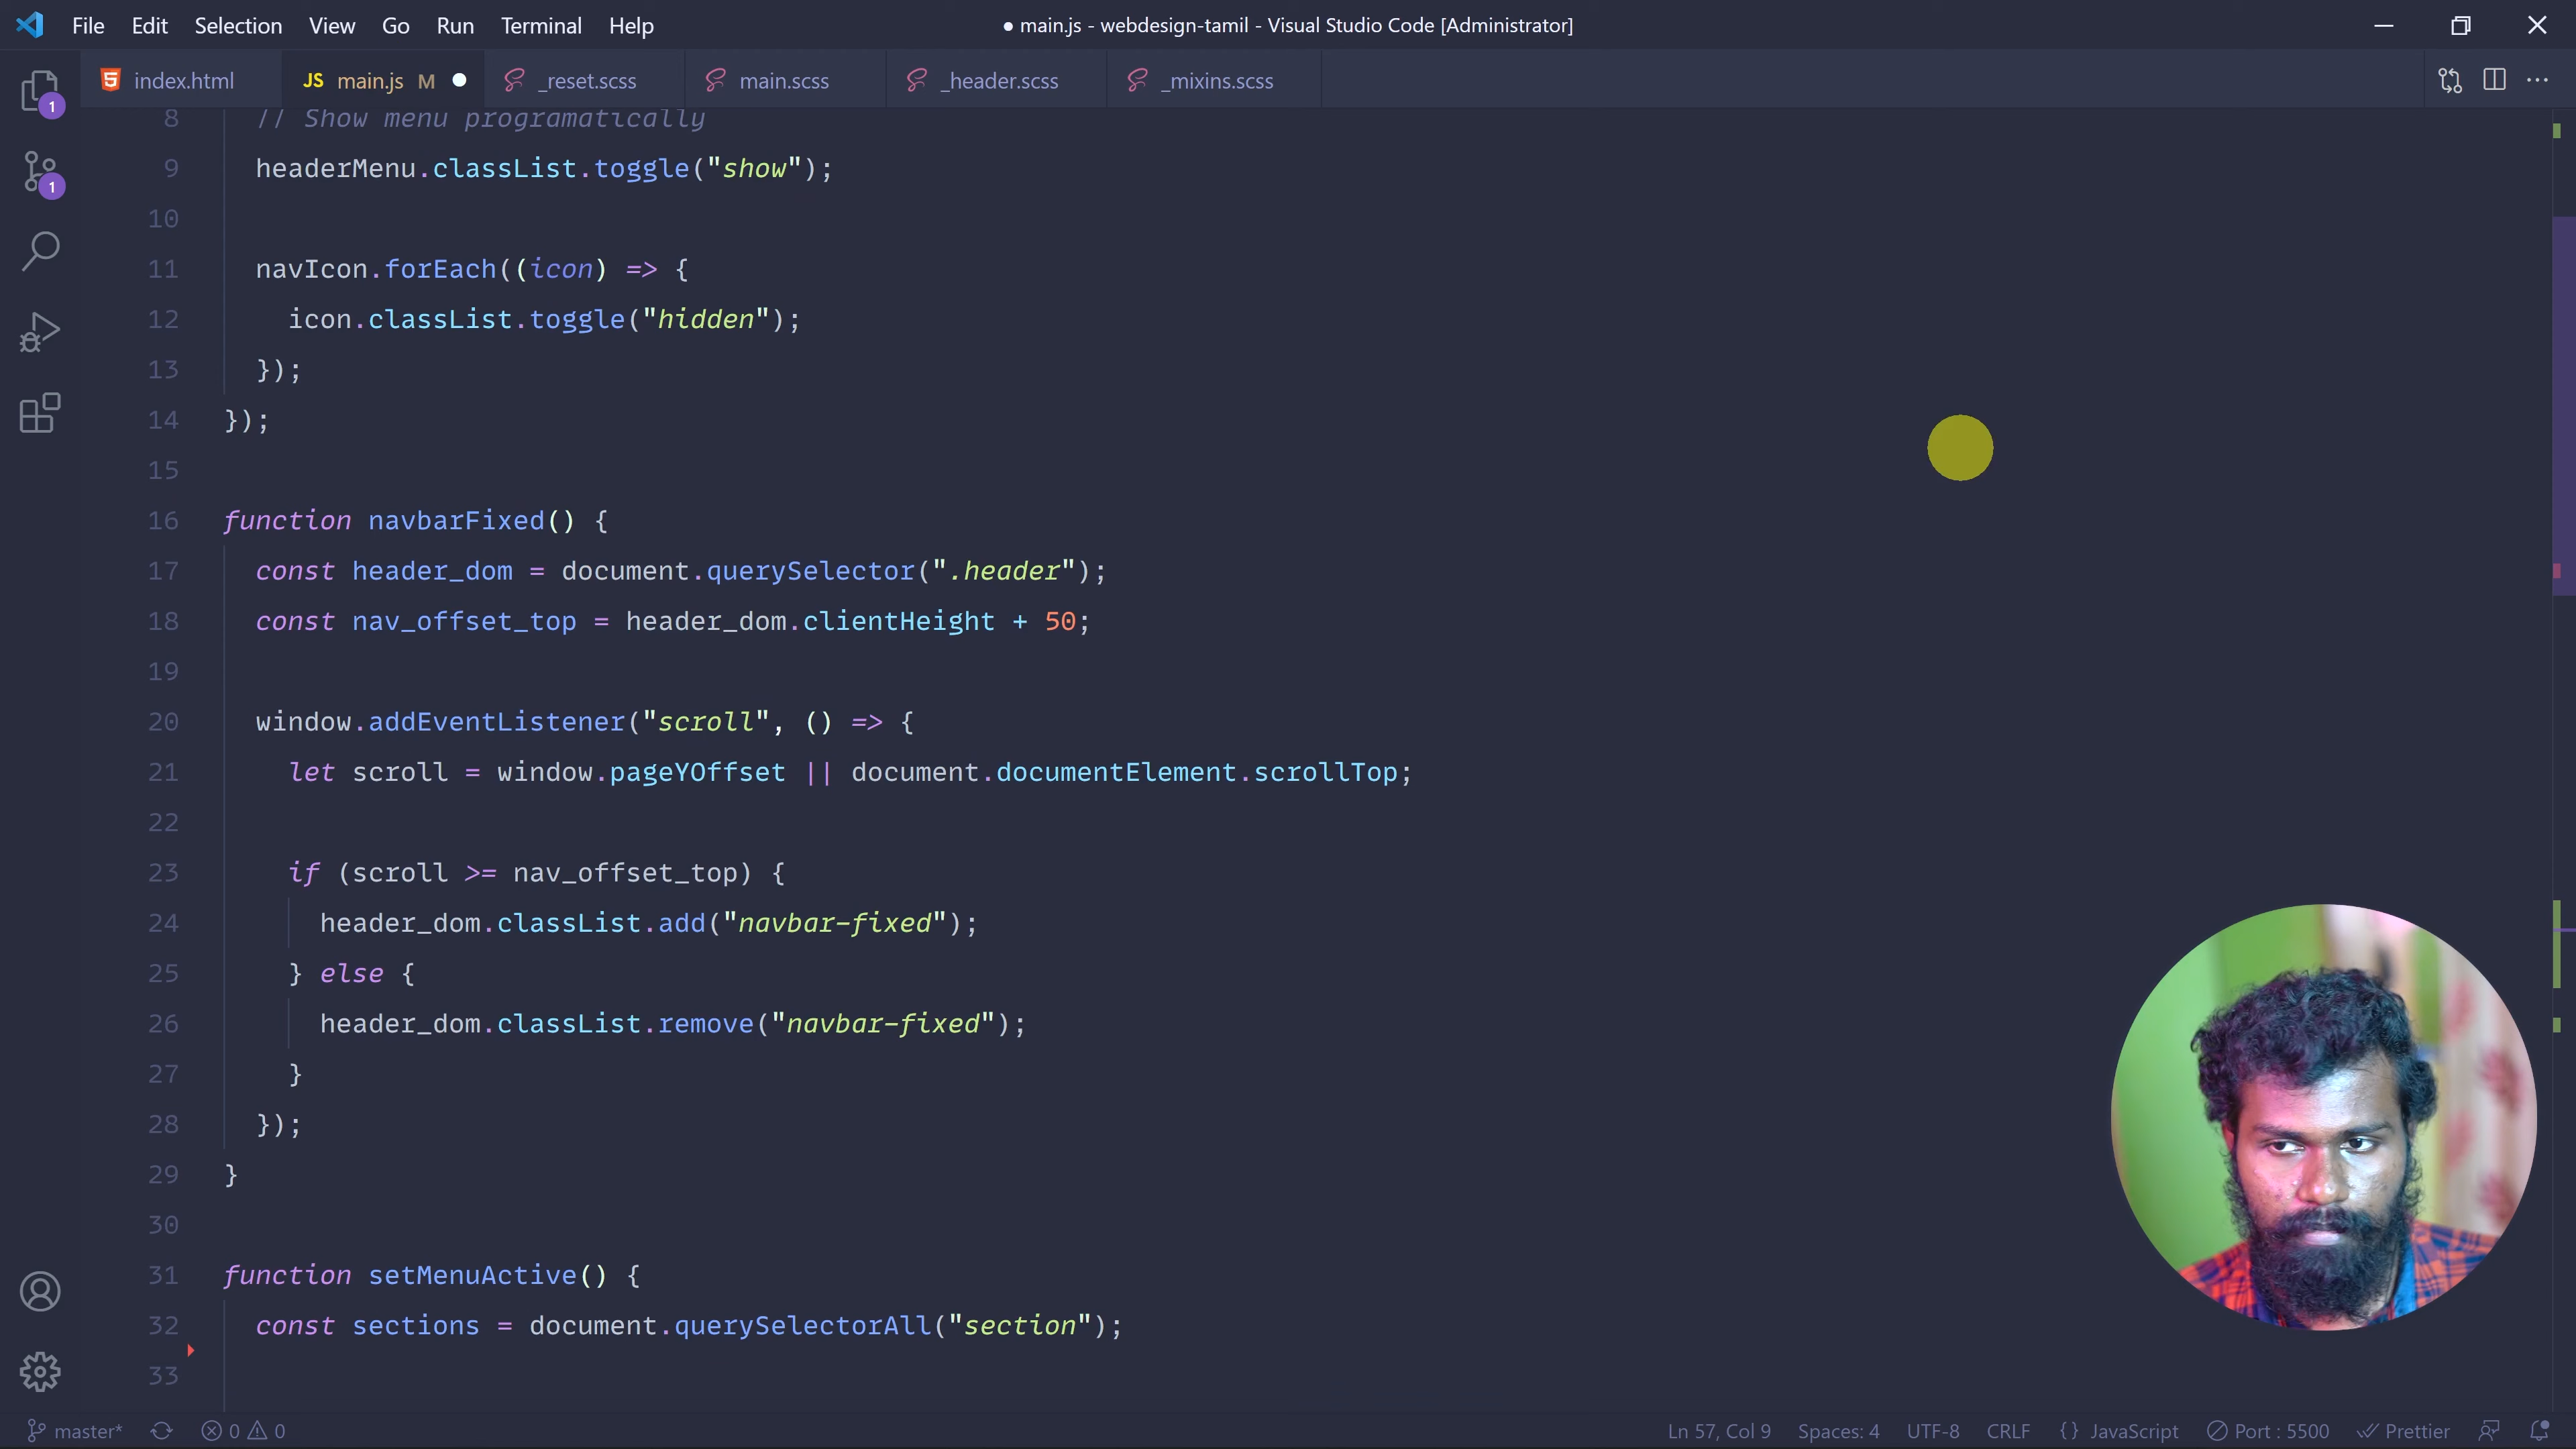 File Edit Selection View Go Run Terminal Help ● main.js - webdesign-tamil - Visual Studio Code [Administrator]
index.html JS main.js M ● _reset.scss main.scss _header.scss _mixins.scss
1
1
8 // Show menu programatically
9 headerMenu.classList.toggle("show");
10
11 navIcon.forEach((icon) => {
12 icon.classList.toggle("hidden");
13 });
14 });
15
16 function navbarFixed() {
17 const header_dom = document.querySelector(".header");
18 const nav_offset_top = header_dom.clientHeight + 50;
19
20 window.addEventListener("scroll", () => {
21 let scroll = window.pageYOffset || document.documentElement.scrollTop;
22
23 if (scroll >= nav_offset_top) {
24 header_dom.classList.add("navbar-fixed");
25 } else {
26 header_dom.classList.remove("navbar-fixed");
27 }
28 });
29 }
30
31 function setMenuActive() {
32 const sections = document.querySelectorAll("section");
33
master* 0 0 Ln 57, Col 9 Spaces: 4 UTF-8 CRLF {} JavaScript Port : 5500 Prettier